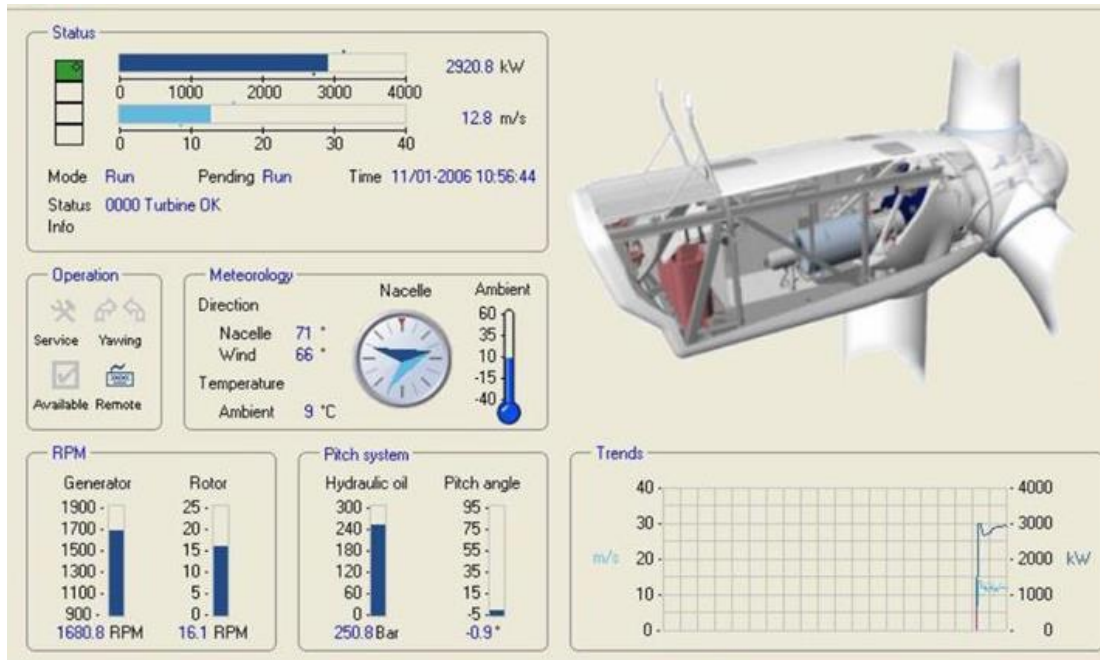 Status
2920.8 kW
0 1000 2000 3000 4000
12.8 m/s
0 10 20 30 40
Mode Run Pending Run Time 11/01-2006 10:56:44
Status 0000 Turbine OK
Info
Operation
Service Yawing
Available Remote
Meteorology
Direction
Nacelle 71 °
Wind 66 °
Temperature
Ambient 9 °C
Nacelle
Ambient
60
35
10
-15
-40
RPM
Generator Rotor
1900 25
1700 20
1500 15
1300 10
1100 5
900 0
1680.8 RPM 16.1 RPM
Pitch system
Hydraulic oil Pitch angle
300 95
240 75
180 55
120 35
60 15
0 -5
250.8 Bar -0.9 °
Trends
40 4000
30 3000
m/s 20 2000 kW
10 1000
0 0